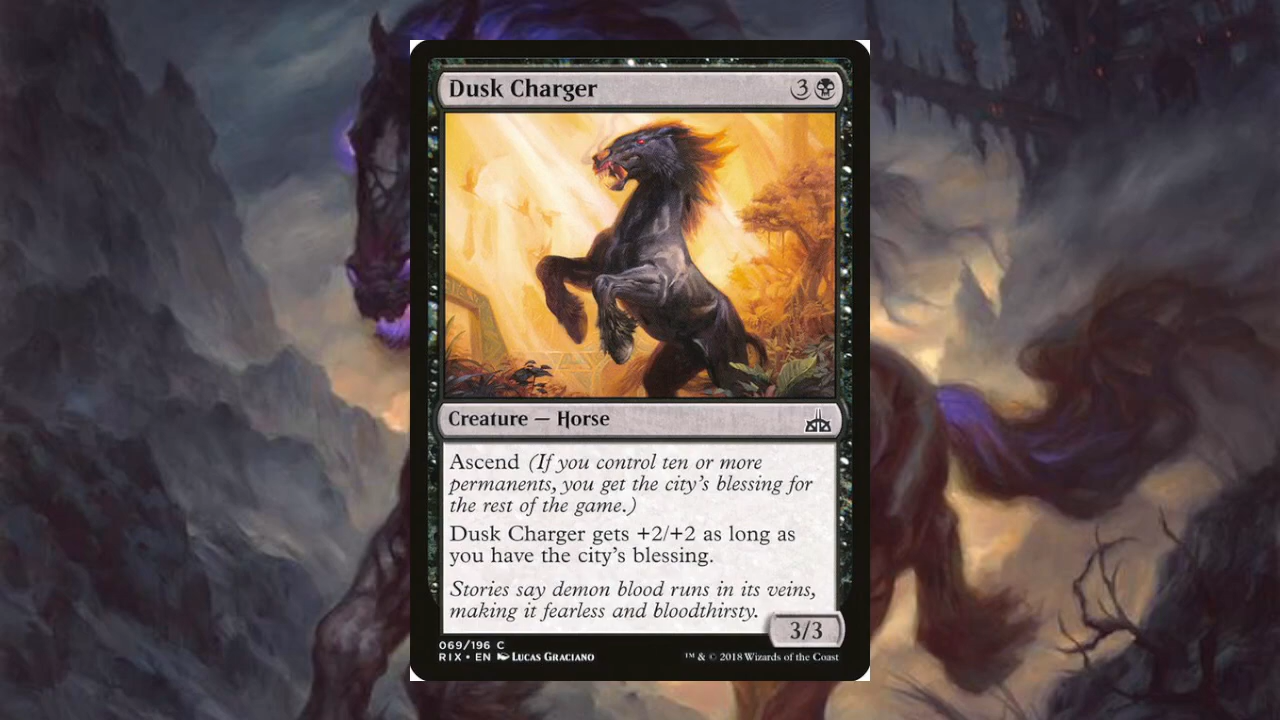 Dusk Charger 3
Creature — Horse
Ascend (If you control ten or more
permanents, you get the city's blessing for
the rest of the game.)
Dusk Charger gets +2/+2 as long as
you have the city's blessing.
Stories say demon blood runs in its veins,
making it fearless and bloodthirsty.
3/3
069/196 C
RIX • EN Lucas Graciano ™ & © 2018 Wizards of the Coast